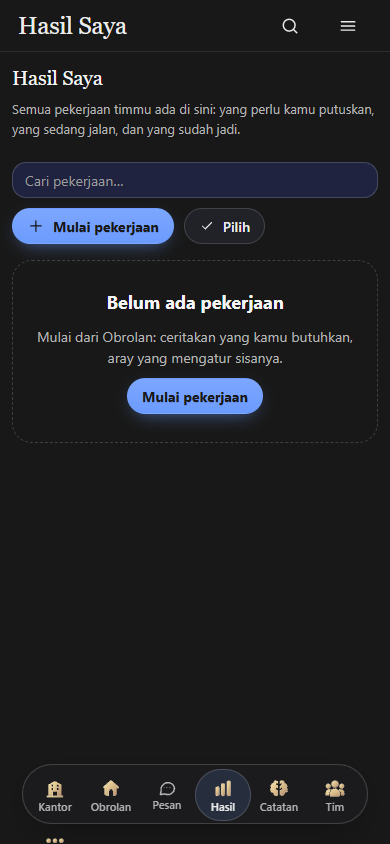 Hasil Saya
Hasil Saya
Semua pekerjaan timmu ada di sini: yang perlu kamu putuskan,
yang sedang jalan, dan yang sudah jadi.
Cari pekerjaan...
Mulai pekerjaan
Pilih
Belum ada pekerjaan
Mulai dari Obrolan: ceritakan yang kamu butuhkan,
aray yang mengatur sisanya.
Mulai pekerjaan
Kantor
Obrolan
Pesan
Hasil
Catatan
Tim